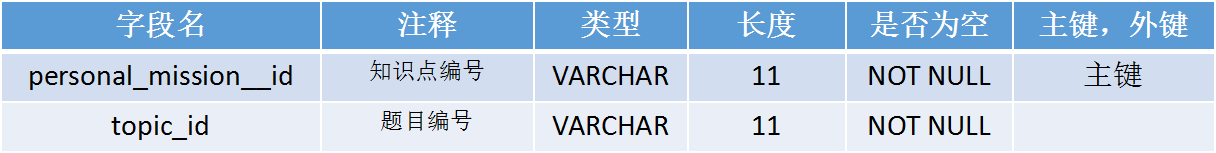 字段名 注释 类型 长度 是否为空 主键，外键
personal_mission__id 知识点编号 VARCHAR 11 NOT NULL 主键
topic_id 题目编号 VARCHAR 11 NOT NULL